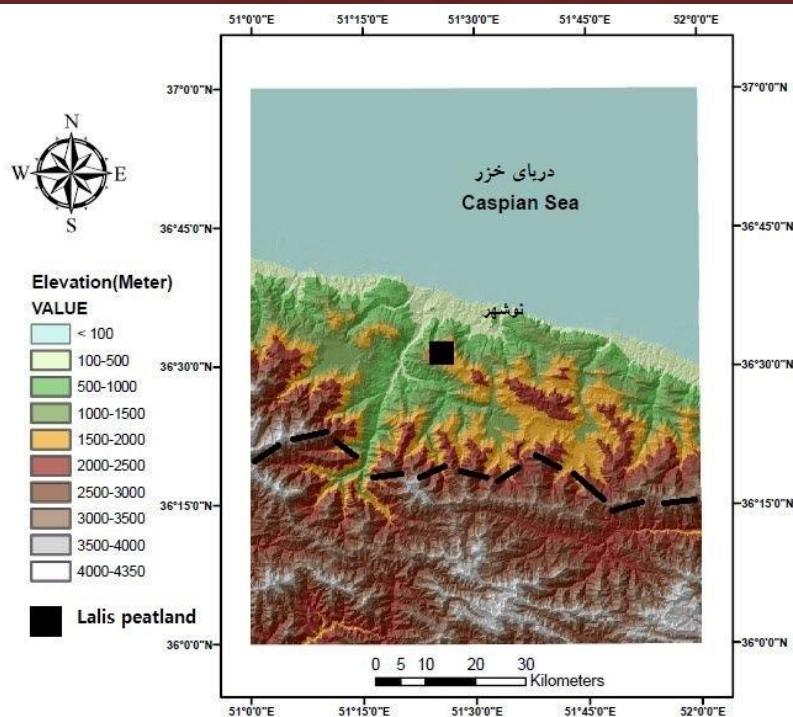 51°0'0"E 51°15'0"E 51°30'0"E 51°45'0"E 52°0'0"E
37°0'0"N 37°0'0"N
N
W E
S
دریای خزر
Caspian Sea
36°45'0"N 36°45'0"N
Elevation(Meter)
VALUE
< 100
100-500
500-1000
1000-1500
1500-2000
2000-2500
2500-3000
3000-3500
3500-4000
4000-4350
Lalis peatland
نوشهر
36°30'0"N 36°30'0"N
36°15'0"N 36°15'0"N
36°0'0"N 36°0'0"N
0 5 10 20 30
Kilometers
51°0'0"E 51°15'0"E 51°30'0"E 51°45'0"E 52°0'0"E